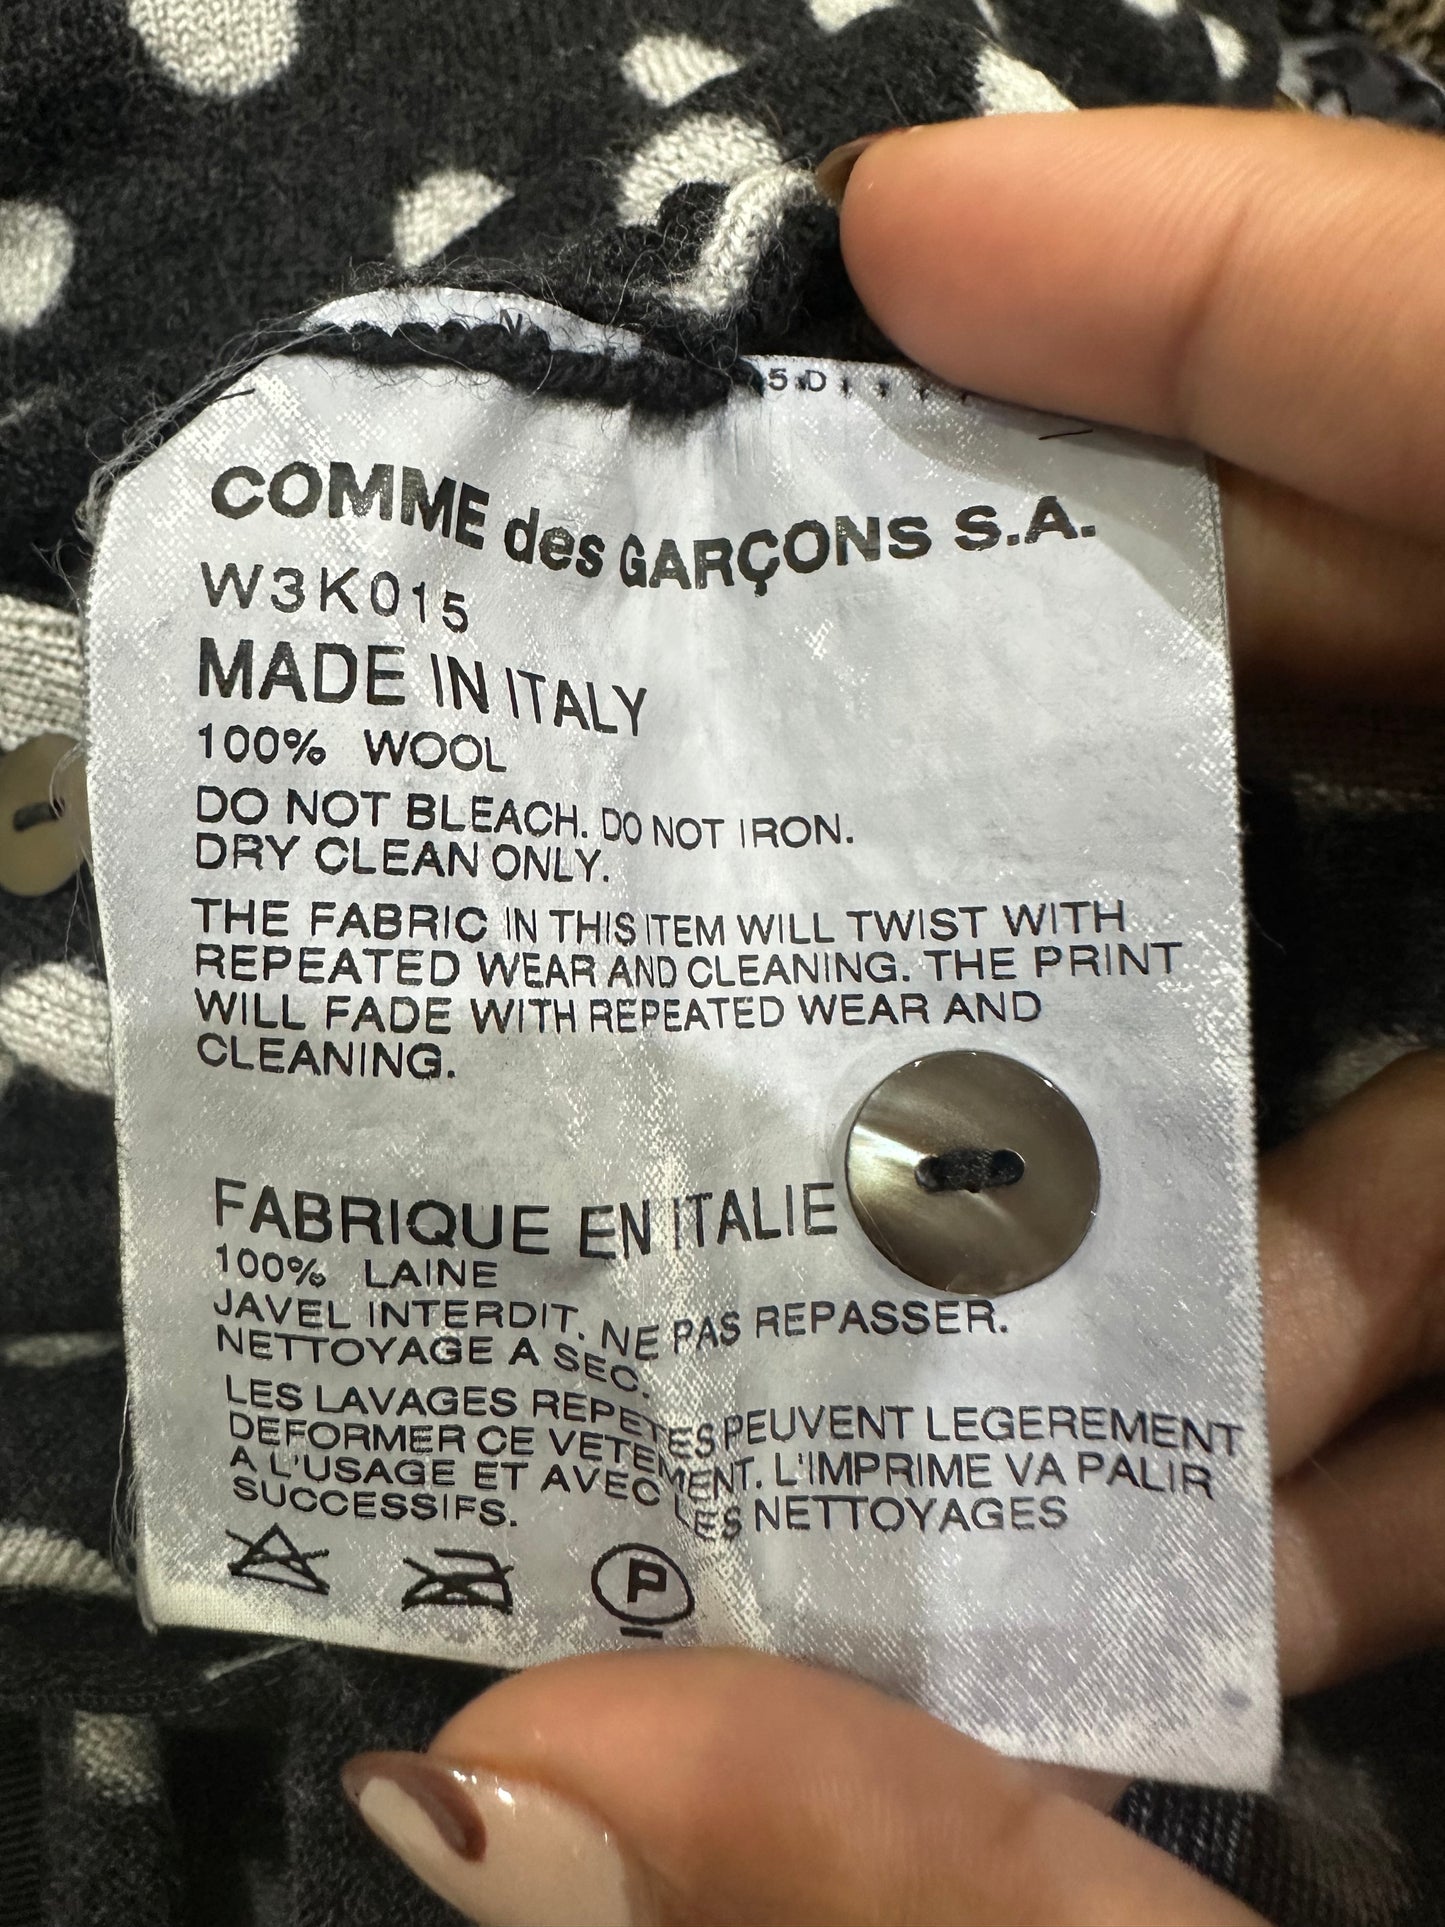 5D
COMME des GARÇONS S.A.
W3K015
MADE IN ITALY
100% WOOL
DO NOT BLEACH. DO NOT IRON.
DRY CLEAN ONLY.
THE FABRIC IN THIS ITEM WILL TWIST WITH
REPEATED WEAR AND CLEANING. THE PRINT
WILL FADE WITH REPEATED WEAR AND
CLEANING.
FABRIQUE EN ITALIE
100% LAINE
JAVEL INTERDIT. NE PAS REPASSER.
NETTOYAGE A SEC.
LES LAVAGES REPETES PEUVENT LEGEREMENT
DEFORMER CE VETEMENT. L'IMPRIME VA PALIR
A L'USAGE ET AVEC LES NETTOYAGES
SUCCESSIFS.
P